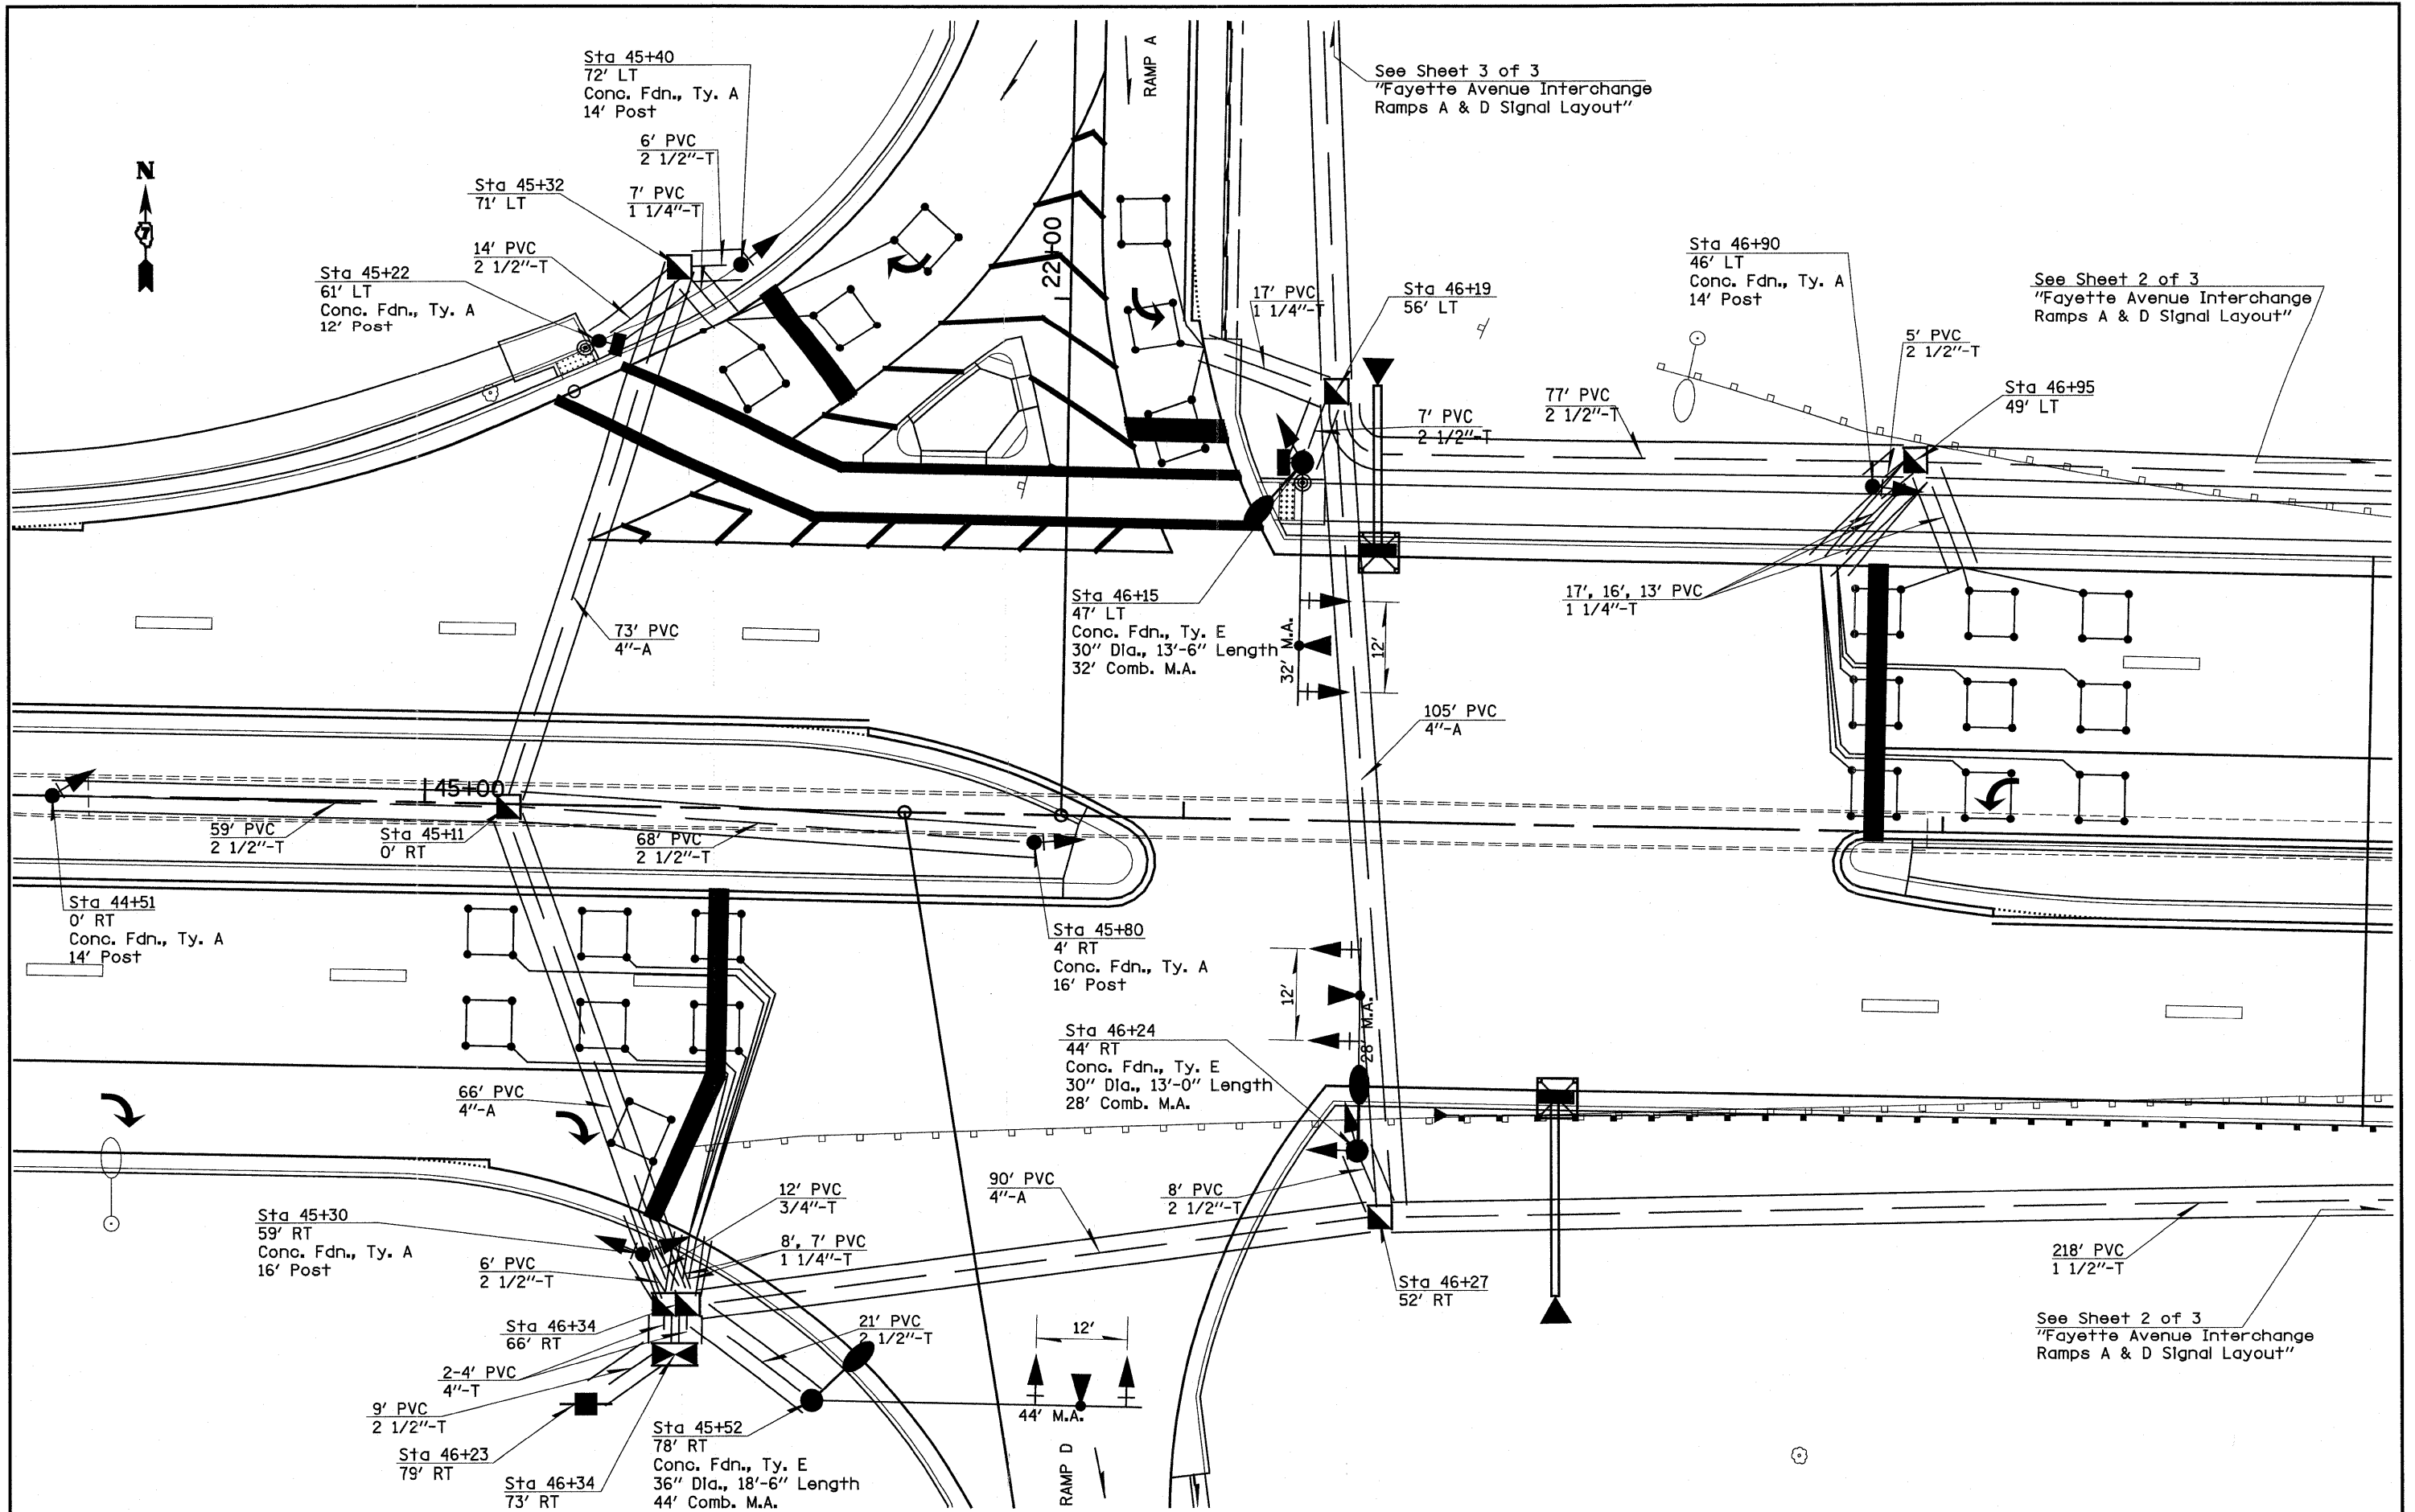 Sta 45+40
72' LT
Conc. Fdn., Ty. A
14' Post
6' PVC
2 1/2"-T
7' PVC
1 1/4"-T
Sta 45+32
71' LT
14' PVC
2 1/2"-T
Sta 45+22
61' LT
Conc. Fdn., Ty. A
12' Post
N
RAMP A
22+00
See Sheet 3 of 3
"Fayette Avenue Interchange
Ramps A & D Signal Layout"
17' PVC
1 1/4"-T
Sta 46+19
56' LT
7' PVC
2 1/2"-T
77' PVC
2 1/2"-T
Sta 46+90
46' LT
Conc. Fdn., Ty. A
14' Post
5' PVC
2 1/2"-T
Sta 46+95
49' LT
See Sheet 2 of 3
"Fayette Avenue Interchange
Ramps A & D Signal Layout"
73' PVC
4"-A
Sta 46+15
47' LT
Conc. Fdn., Ty. E
30" Dia., 13'-6" Length
32' Comb. M.A.
32' M.A.
12'
17', 16', 13' PVC
1 1/4"-T
105' PVC
4"-A
45+00
59' PVC
2 1/2"-T
Sta 45+11
0' RT
68' PVC
2 1/2"-T
Sta 44+51
0' RT
Conc. Fdn., Ty. A
14' Post
Sta 45+80
4' RT
Conc. Fdn., Ty. A
16' Post
12'
28' M.A.
Sta 46+24
44' RT
Conc. Fdn., Ty. E
30" Dia., 13'-0" Length
28' Comb. M.A.
66' PVC
4"-A
12' PVC
3/4"-T
90' PVC
4"-A
8' PVC
2 1/2"-T
Sta 45+30
59' RT
Conc. Fdn., Ty. A
16' Post
6' PVC
2 1/2"-T
8', 7' PVC
1 1/4"-T
218' PVC
1 1/2"-T
Sta 46+27
52' RT
Sta 46+34
66' RT
21' PVC
2 1/2"-T
12'
See Sheet 2 of 3
"Fayette Avenue Interchange
Ramps A & D Signal Layout"
2-4' PVC
4"-T
9' PVC
2 1/2"-T
44' M.A.
Sta 46+23
79' RT
Sta 46+34
73' RT
Sta 45+52
78' RT
Conc. Fdn., Ty. E
36" Dia., 18'-6" Length
44' Comb. M.A.
RAMP D